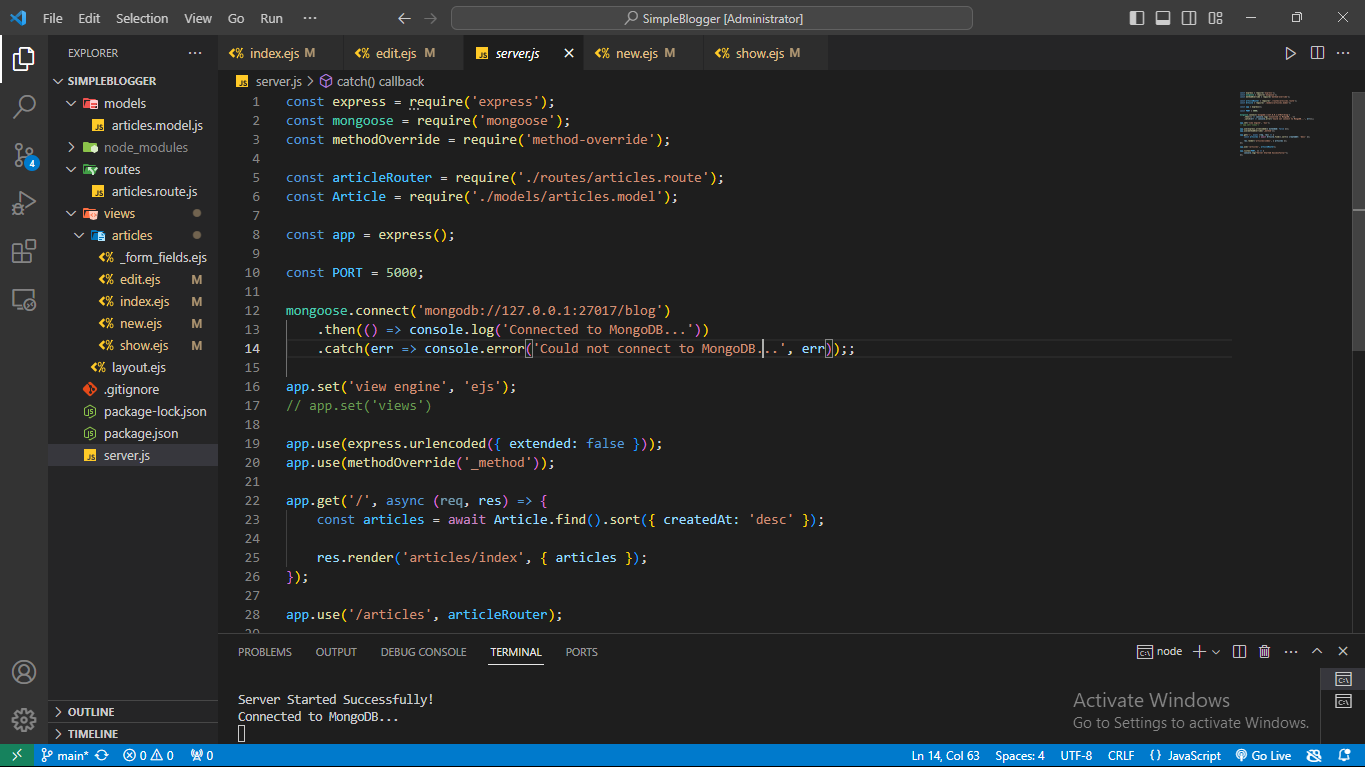 File Edit Selection View Go Run ··· SimpleBlogger [Administrator]
EXPLORER ···
index.ejs M edit.ejs M server.js new.ejs M show.ejs M
SIMPLEBLOGGER
models
articles.model.js
node_modules
routes
articles.route.js
views
articles
_form_fields.ejs
edit.ejs M
index.ejs M
new.ejs M
show.ejs M
layout.ejs
.gitignore
package-lock.json
package.json
server.js
OUTLINE
TIMELINE
4
server.js > catch() callback
1 const express = require('express');
2 const mongoose = require('mongoose');
3 const methodOverride = require('method-override');
4
5 const articleRouter = require('./routes/articles.route');
6 const Article = require('./models/articles.model');
7
8 const app = express();
9
10 const PORT = 5000;
11
12 mongoose.connect('mongodb://127.0.0.1:27017/blog')
13 .then(() => console.log('Connected to MongoDB...'))
14 .catch(err => console.error('Could not connect to MongoDB...', err));;
15
16 app.set('view engine', 'ejs');
17 // app.set('views')
18
19 app.use(express.urlencoded({ extended: false }));
20 app.use(methodOverride('_method'));
21
22 app.get('/', async (req, res) => {
23 const articles = await Article.find().sort({ createdAt: 'desc' });
24
25 res.render('articles/index', { articles });
26 });
27
28 app.use('/articles', articleRouter);
29
PROBLEMS OUTPUT DEBUG CONSOLE TERMINAL PORTS node
Server Started Successfully!
Connected to MongoDB...
Activate Windows
Go to Settings to activate Windows.
main* 0 0 0 Ln 14, Col 63 Spaces: 4 UTF-8 CRLF {} JavaScript Go Live